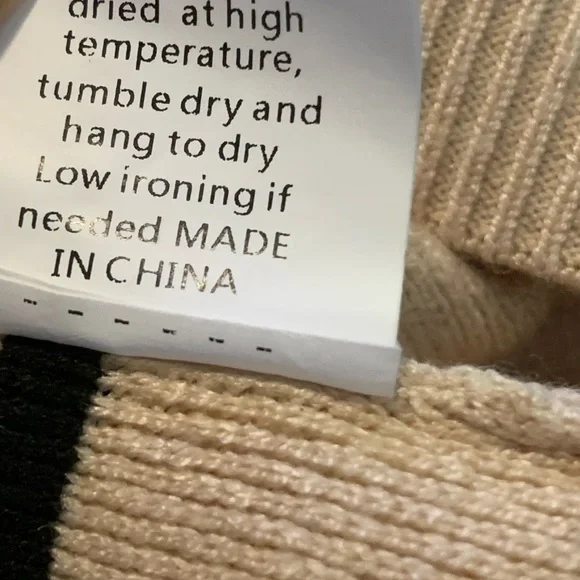 dried at high
temperature,
tumble dry and
hang to dry
Low ironing if
needed MADE
IN CHINA